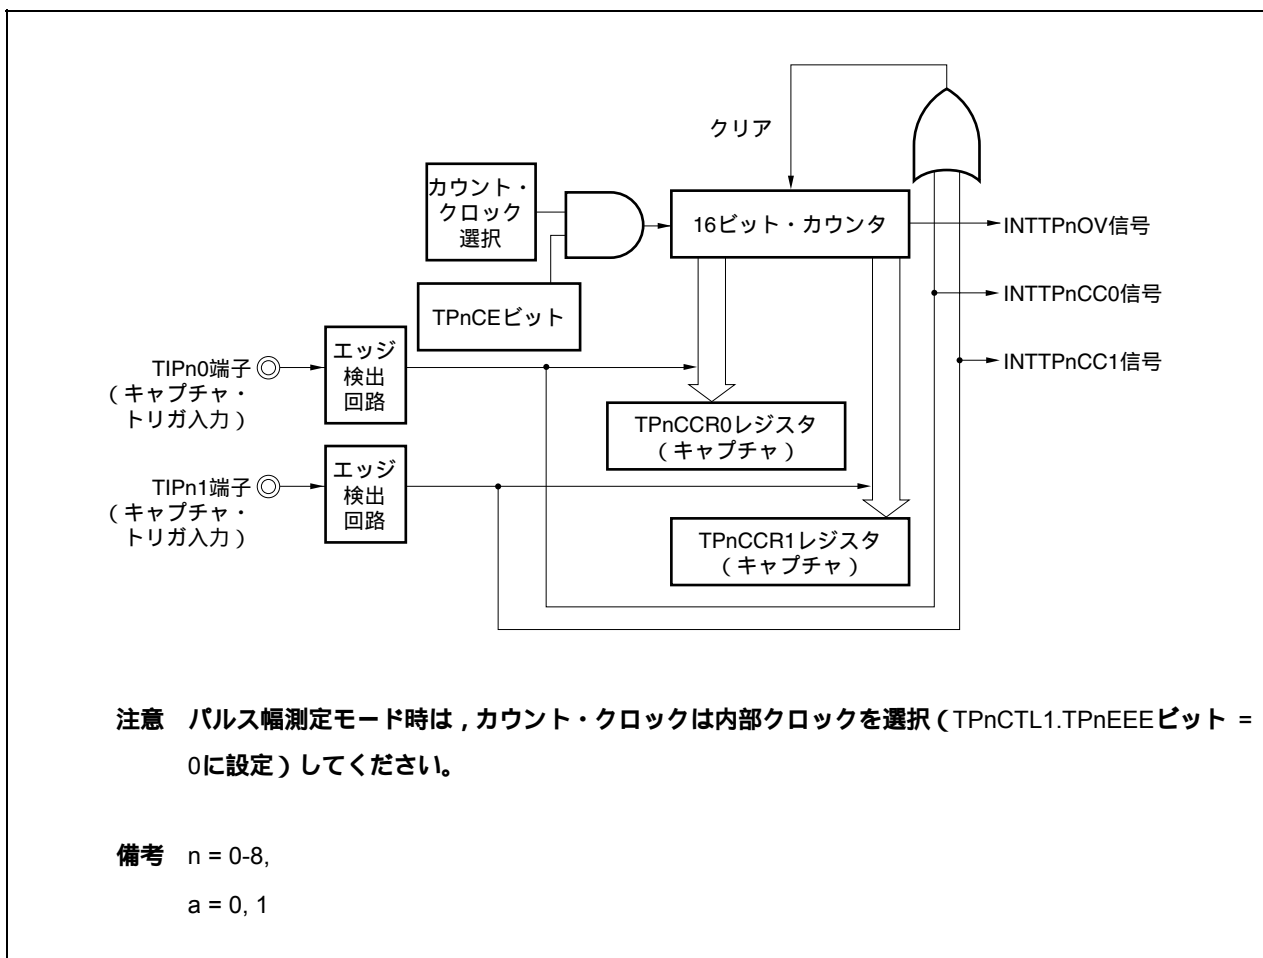 クリア
カウント・
クロック
選択
16ビット・カウンタ
INTTPnOV信号
TPnCEビット
INTTPnCC0信号
TIPn0端子
(キャプチャ・
トリガ入力)
エッジ
検出
回路
INTTPnCC1信号
TPnCCR0レジスタ
(キャプチャ)
TIPn1端子
(キャプチャ・
トリガ入力)
エッジ
検出
回路
TPnCCR1レジスタ
(キャプチャ)
注意 パルス幅測定モード時は,カウント・クロックは内部クロックを選択(TPnCTL1.TPnEEEビット =
0に設定)してください。
備考 n = 0-8,
a = 0, 1